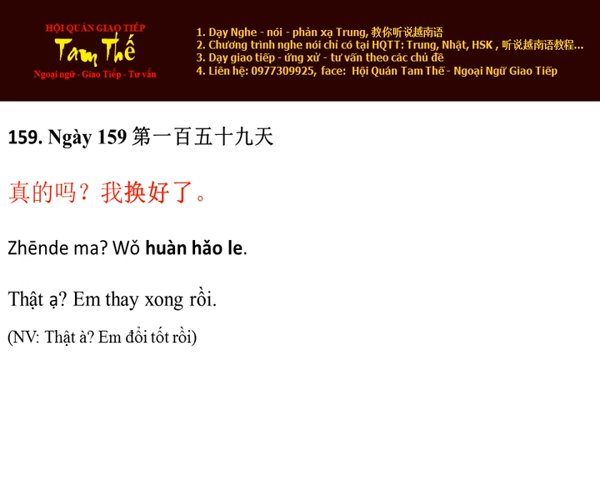 HỘI QUÁN GIAO TIẾP
Tam Thế
Ngoại ngữ - Giao Tiếp - Tư vấn
1. Dạy Nghe - nói - phản xạ Trung, 教你听说越南语
2. Chương trình nghe nói chỉ có tại HQTT: Trung, Nhật, HSK , 听说越南语教程...
3. Dạy giao tiếp - ứng xử - tư vấn theo các chủ đề
4. Liên hệ: 0977309925, face: Hội Quán Tam Thế - Ngoại Ngữ Giao Tiếp
159. Ngày 159 第一百五十九天
真的吗？我换好了。
Zhēnde ma? Wǒ huàn hǎo le.
Thật ạ? Em thay xong rồi.
(NV: Thật à? Em đổi tốt rồi)